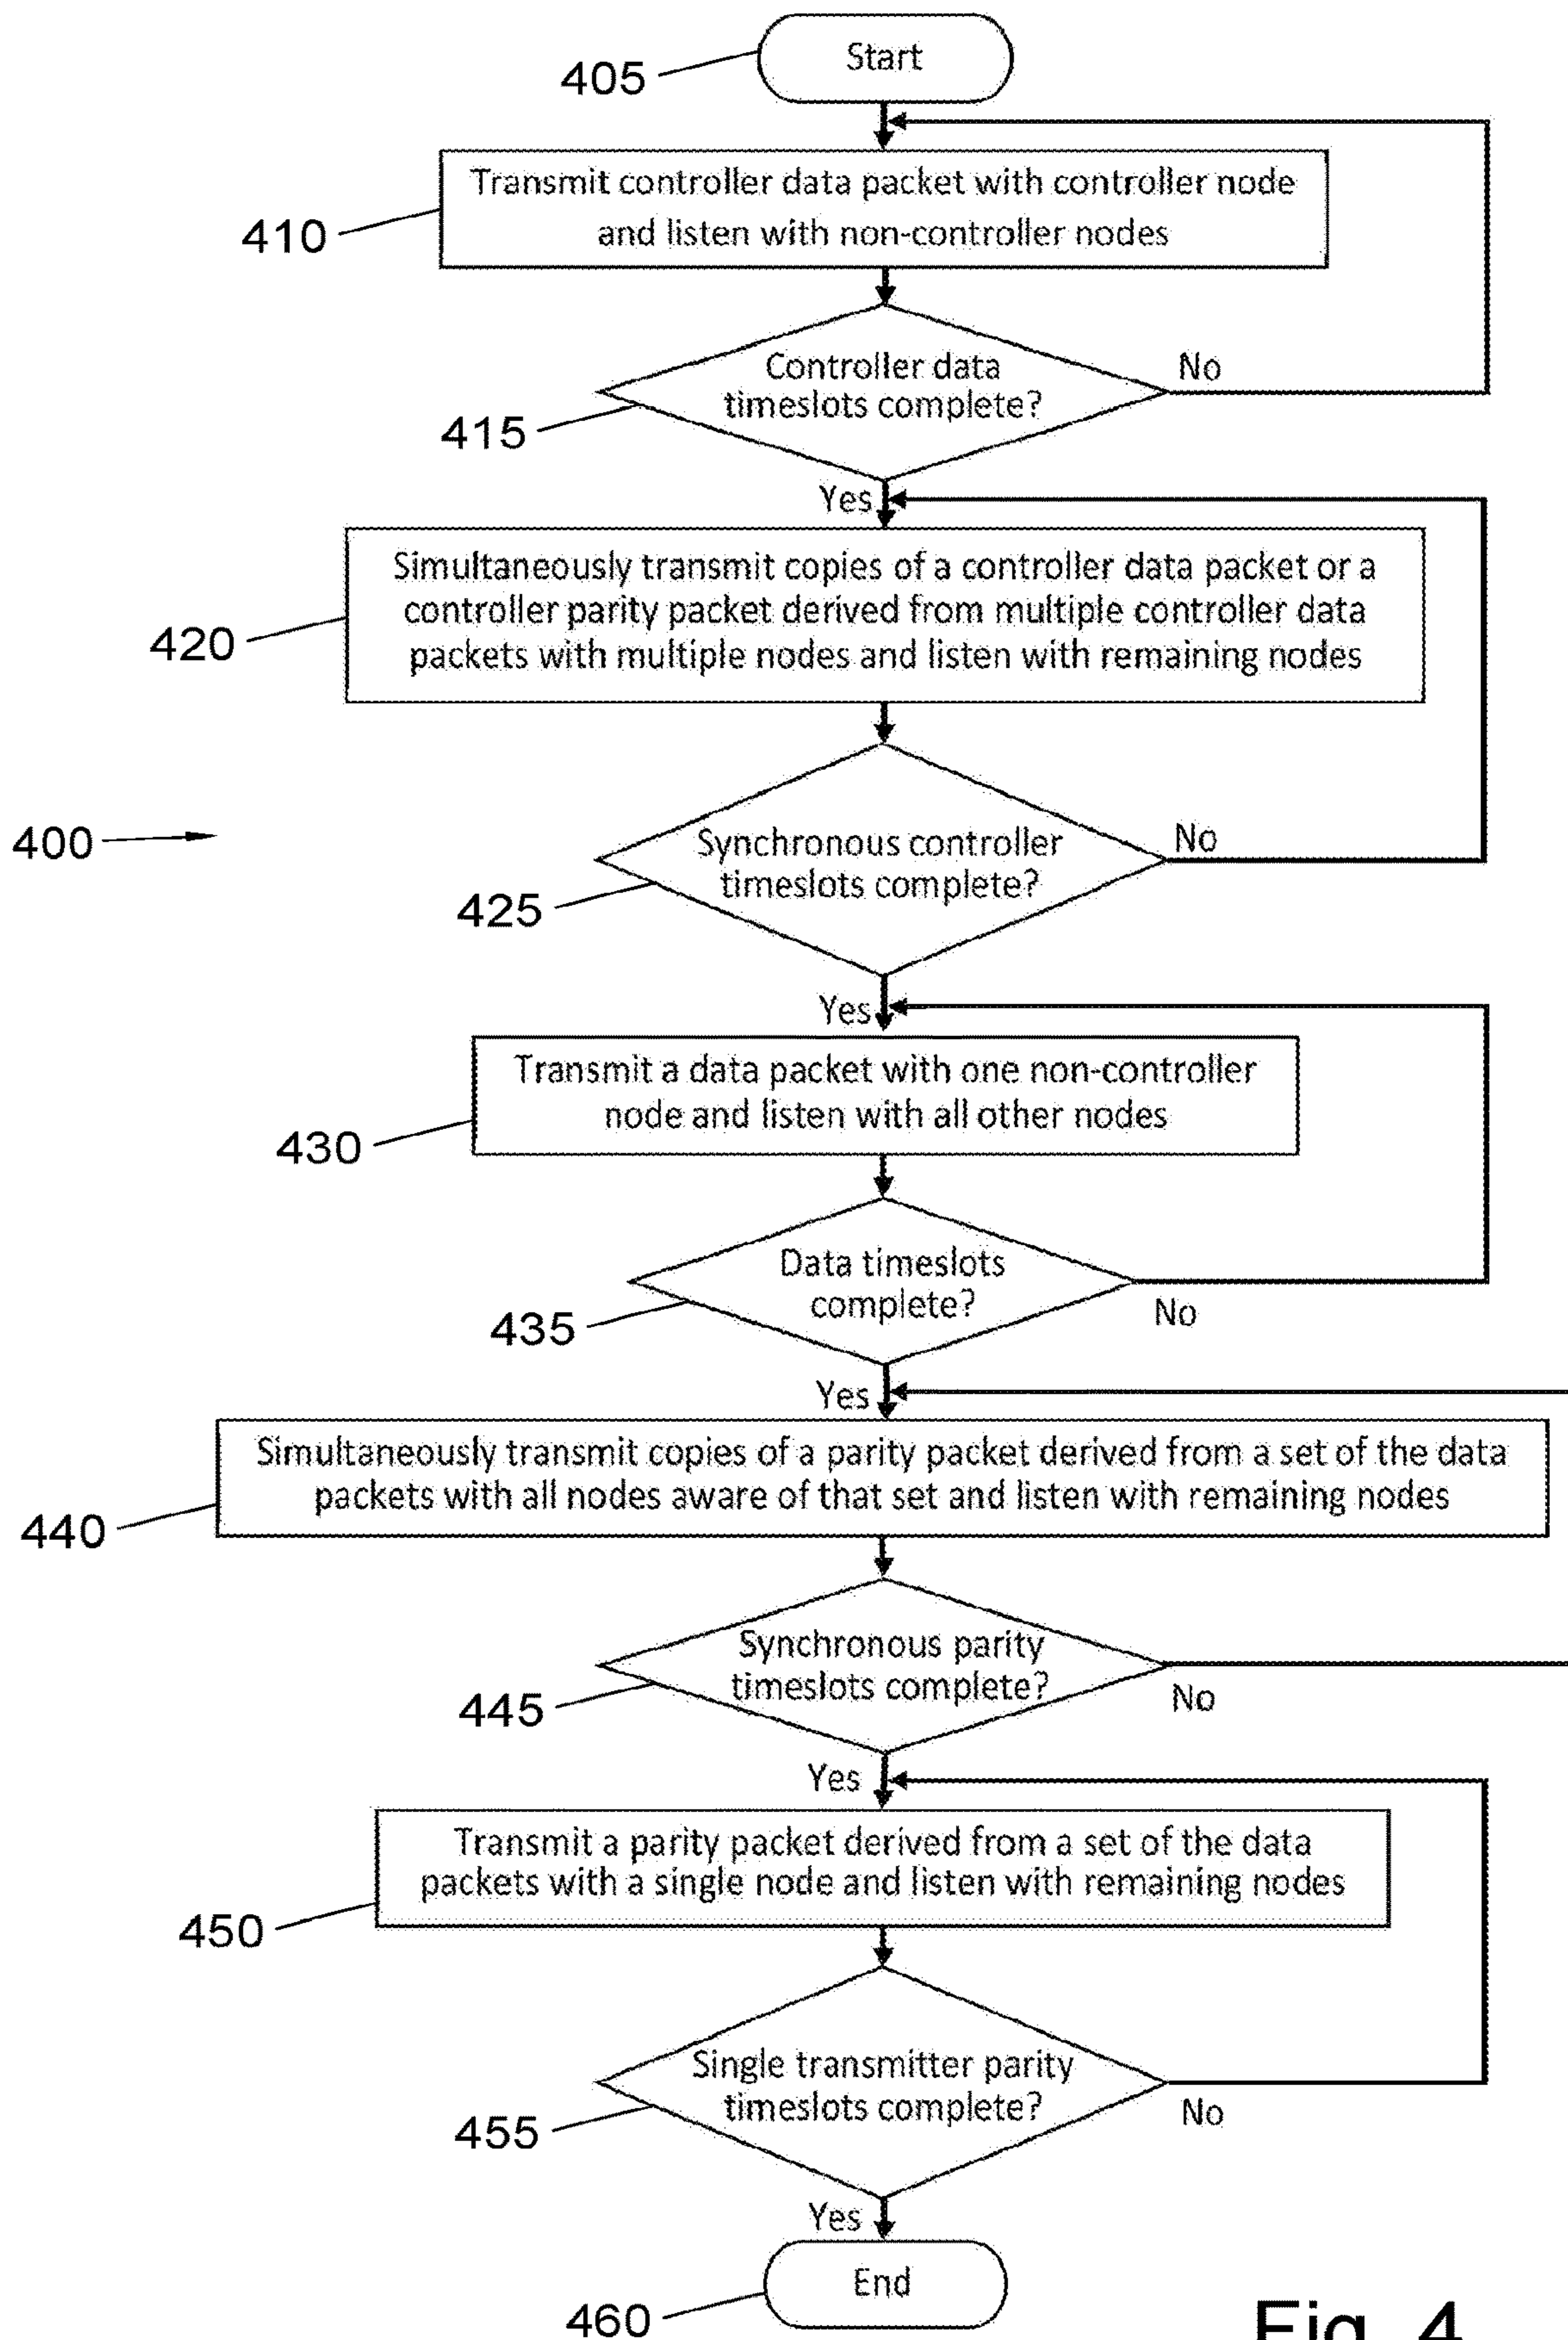 Start
405
Transmit controller data packet with controller node
and listen with non-controller nodes
410
Controller data
timeslots complete?
No
415
Yes
Simultaneously transmit copies of a controller data packet or a
controller parity packet derived from multiple controller data
packets with multiple nodes and listen with remaining nodes
420
400
Synchronous controller
timeslots complete?
No
425
Yes
Transmit a data packet with one non-controller
node and listen with all other nodes
430
Data timeslots
complete?
No
435
Yes
Simultaneously transmit copies of a parity packet derived from a set of the data
packets with all nodes aware of that set and listen with remaining nodes
440
Synchronous parity
timeslots complete?
No
445
Yes
Transmit a parity packet derived from a set of the data
packets with a single node and listen with remaining nodes
450
Single transmitter parity
timeslots complete?
No
455
Yes
End
460
Fig. 4